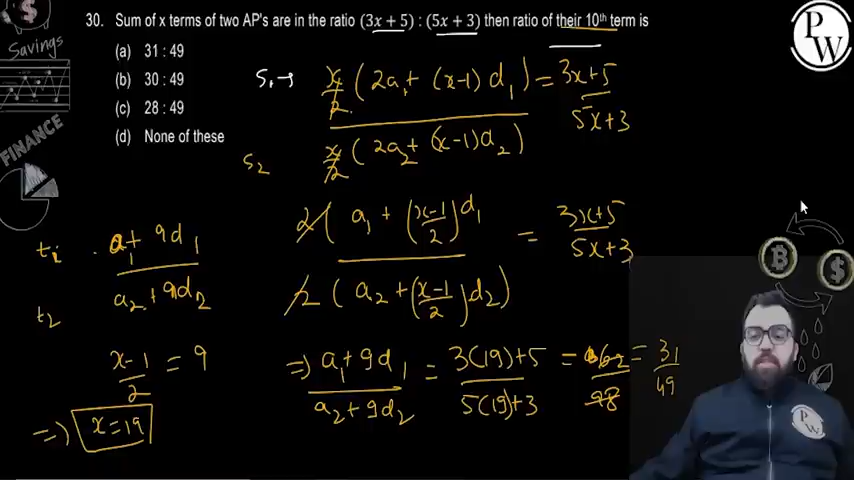 30. Sum of x terms of two AP's are in the ratio (3x + 5) : (5x + 3) then ratio of their 10th term is
(a) 31 : 49
(b) 30 : 49
(c) 28 : 49
(d) None of these
Savings
FINANCE
PW
S₁→ x/2 (2a₁ + (x-1) d₁) = 3x+5
S₂ x/2 (2a₂ + (x-1)d₂) 5x+3
2 (a₁ + (x-1/2) d₁ = 3x+5
2 (a₂ + (x-1/2) d₂) 5x+3
t₁ a₁ + 9d₁
t₂ a₂ + 9d₂
x-1/2 = 9
=> x = 19
=> a₁+9d₁ / a₂+9d₂ = 3(19)+5 / 5(19)+3 = 62/98 = 31/49
PW